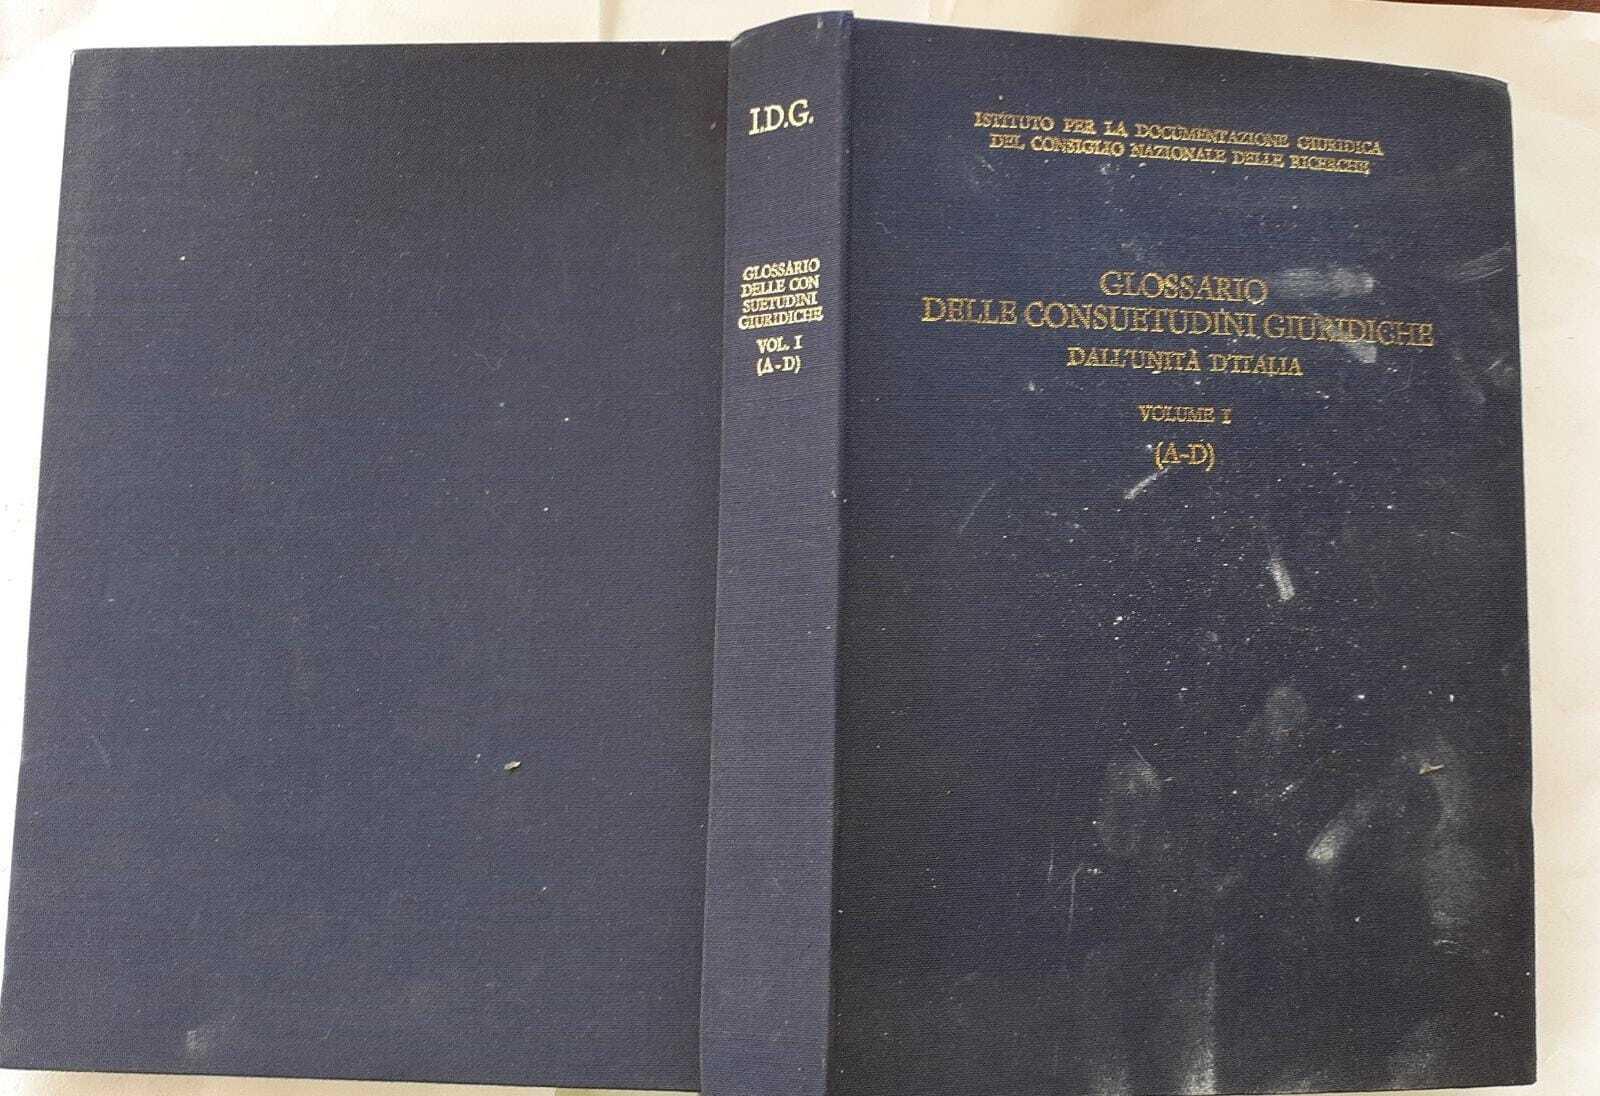 I.D.G.
GLOSSARIO
DELLE CON
SUETUDINI
GIURIDICHE
VOL. I
(A-D)
ISTITUTO PER LA DOCUMENTAZIONE GIURIDICA
DEL CONSIGLIO NAZIONALE DELLE RICERCHE
GLOSSARIO
DELLE CONSUETUDINI GIURIDICHE
DALL'UNITÀ D'ITALIA
VOLUME I
(A-D)